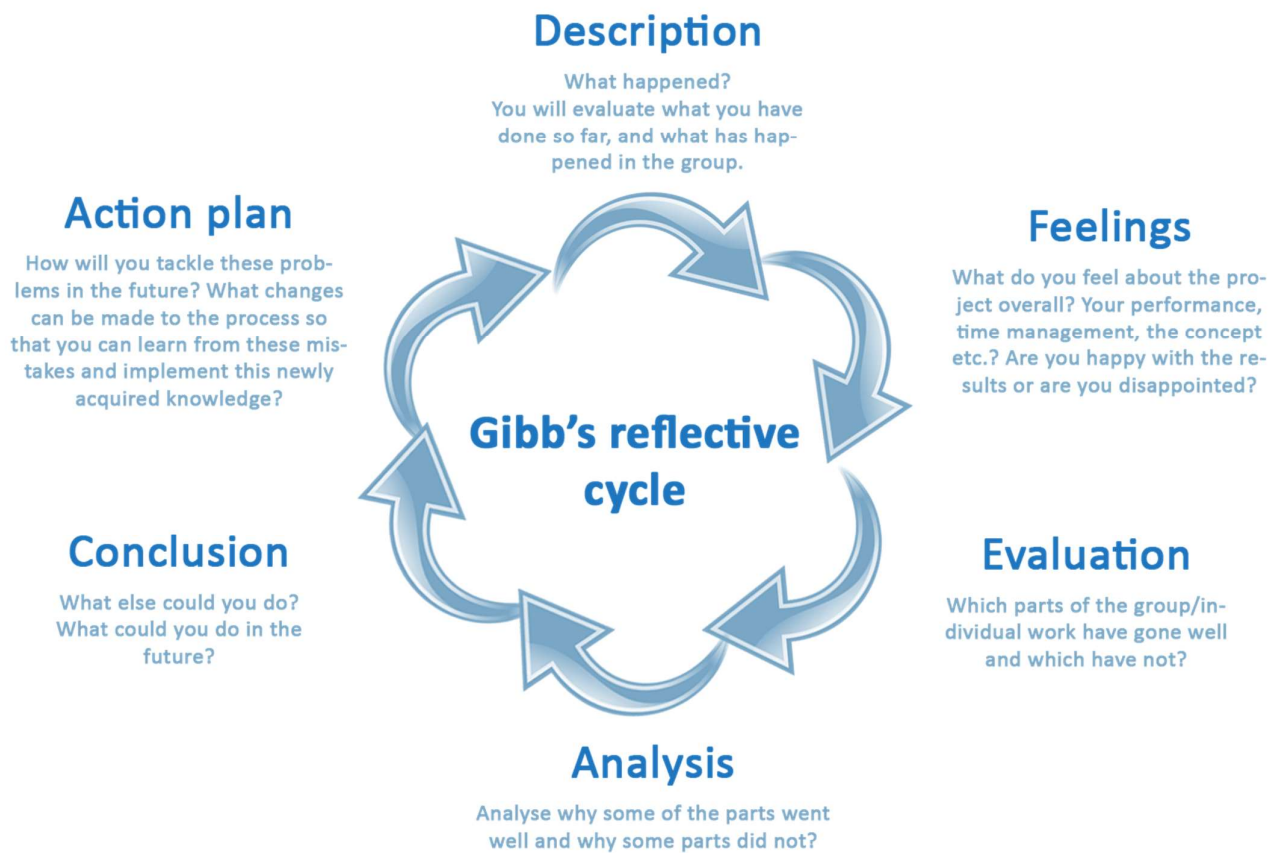 Description
What happened?
You will evaluate what you have
done so far, and what has hap-
pened in the group.
Feelings
What do you feel about the pro-
ject overall? Your performance,
time management, the concept
etc.? Are you happy with the re-
sults or are you disappointed?
Evaluation
Which parts of the group/in-
dividual work have gone well
and which have not?
Analysis
Analyse why some of the parts went
well and why some parts did not?
Conclusion
What else could you do?
What could you do in the
future?
Action plan
How will you tackle these prob-
lems in the future? What changes
can be made to the process so
that you can learn from these mis-
takes and implement this newly
acquired knowledge?
Gibb’s reflective
cycle